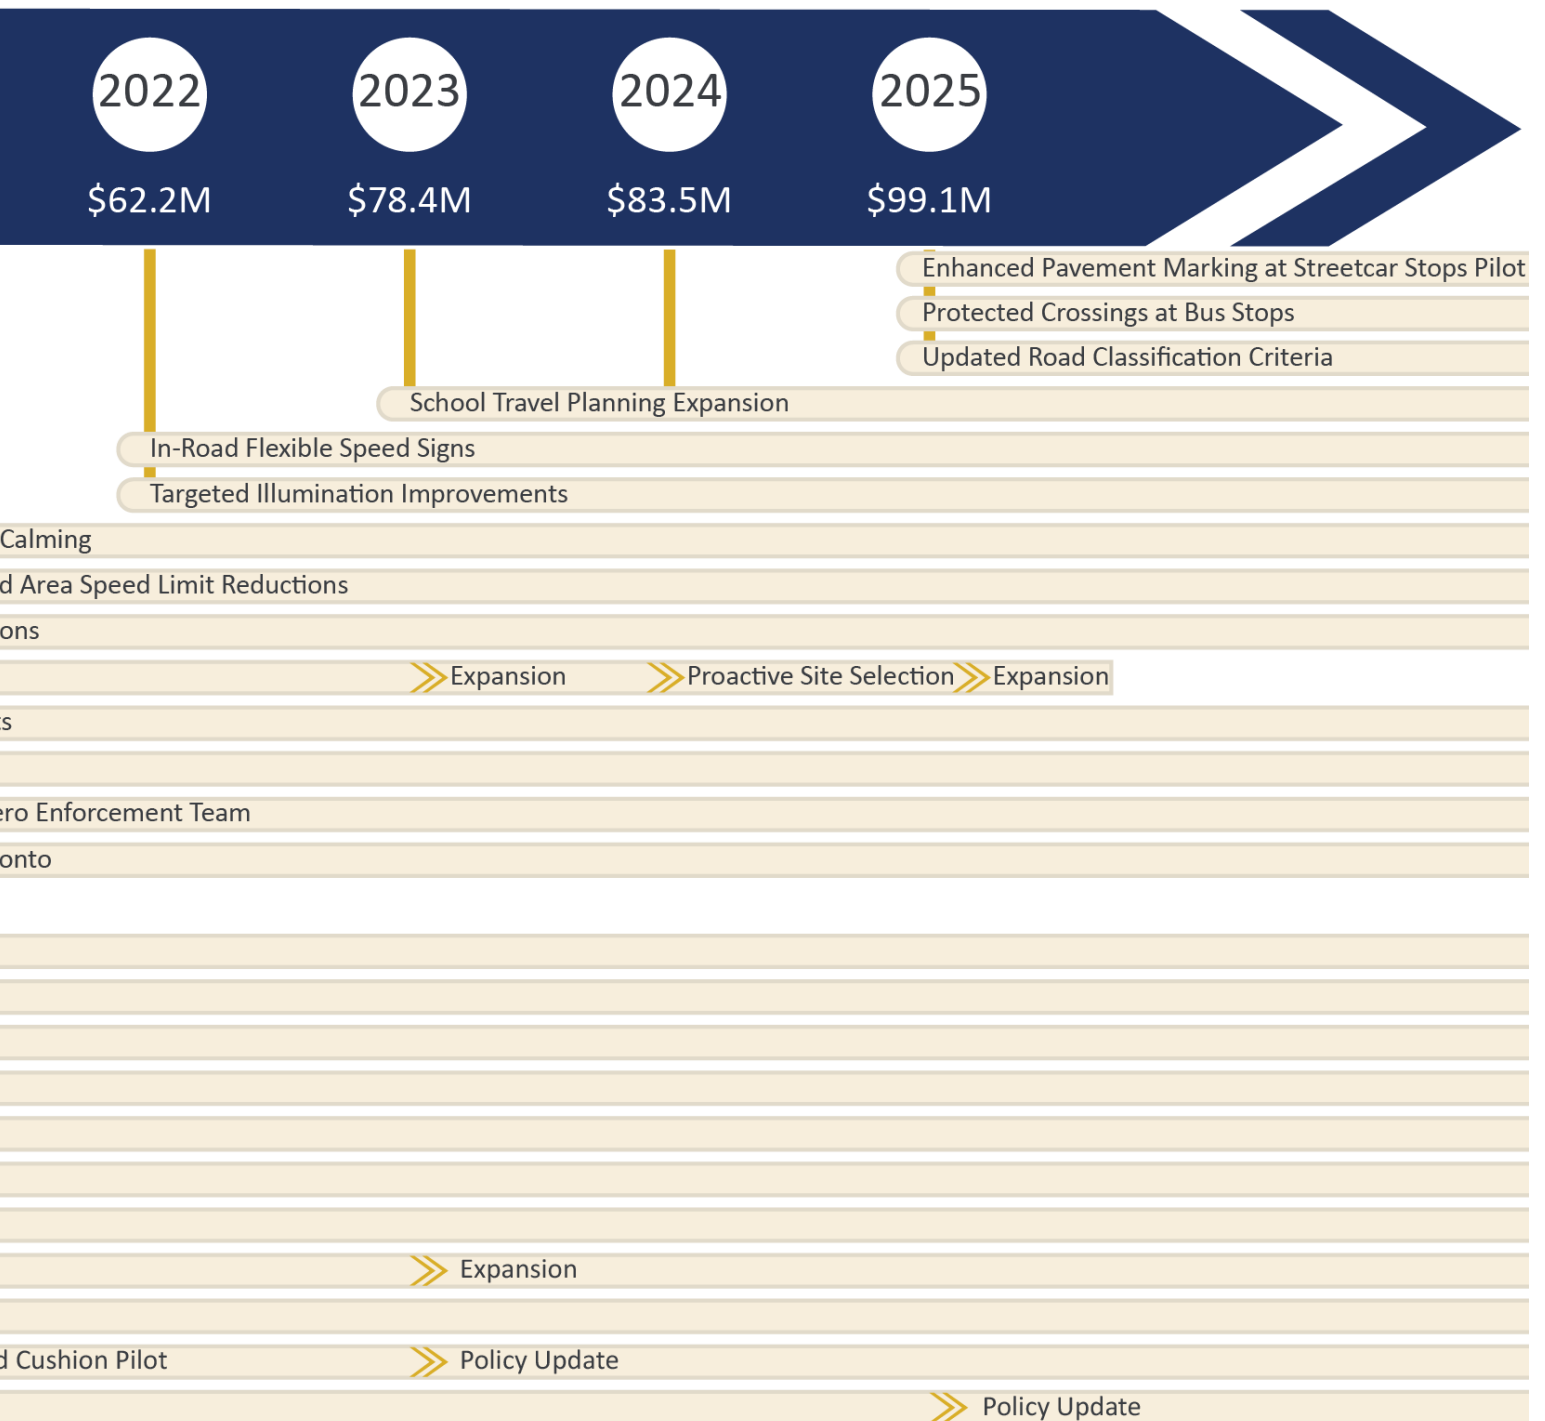 2022 2023 2024 2025
$62.2M $78.4M $83.5M $99.1M
Enhanced Pavement Marking at Streetcar Stops Pilot
Protected Crossings at Bus Stops
Updated Road Classification Criteria
School Travel Planning Expansion
In-Road Flexible Speed Signs
Targeted Illumination Improvements
Calming
d Area Speed Limit Reductions
ons
Expansion Proactive Site Selection Expansion
s
ero Enforcement Team
onto
Expansion
d Cushion Pilot Policy Update
Policy Update